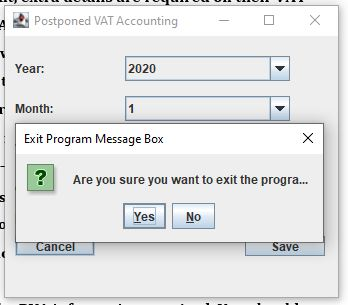 Postponed VAT Accounting
Year:
2020
Month:
1
Exit Program Message Box
Are you sure you want to exit the progra...
Yes
No
Cancel
Save